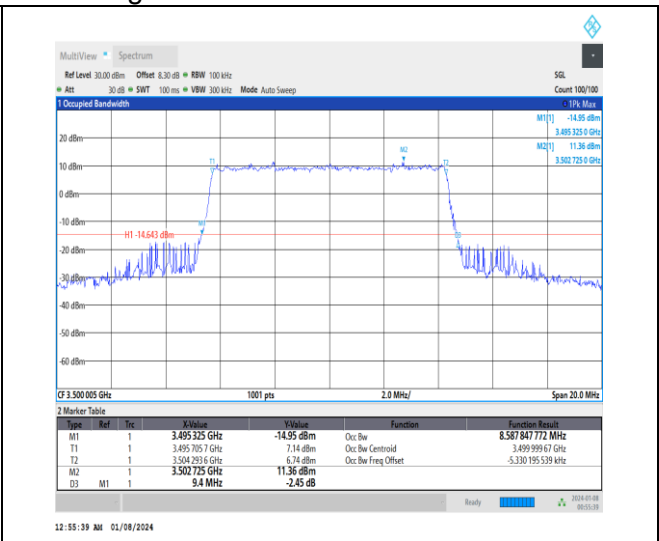 MultiView Spectrum
Ref Level 30.00 dBm Offset 8.30 dB RBW 100 kHz SGL
Att 30 dB SWT 100 ms VBW 300 kHz Mode Auto Sweep Count 100/100
1 Occupied Bandwidth 1Pk Max
M1[1] -14.95 dBm
3.495 325 0 GHz
M2[1] 11.36 dBm
3.502 725 0 GHz
20 dBm
M2
T1 T2
10 dBm
0 dBm
-10 dBm
M1
H1 -14.643 dBm
D3
-20 dBm
-30 dBm
-40 dBm
-50 dBm
-60 dBm
CF 3.500 005 GHz 1001 pts 2.0 MHz/ Span 20.0 MHz
2 Marker Table
Type Ref Trc X-Value Y-Value Function Function Result
M1 1 3.495 325 GHz -14.95 dBm Occ Bw 8.587 847 772 MHz
T1 1 3.495 705 7 GHz 7.14 dBm Occ Bw Centroid 3.499 999 67 GHz
T2 1 3.504 293 6 GHz 6.74 dBm Occ Bw Freq Offset -5.330 195 539 kHz
M2 1 3.502 725 GHz 11.36 dBm
D3 M1 1 9.4 MHz -2.45 dB
Ready 2024-01-08
00:55:39
12:55:39 AM 01/08/2024